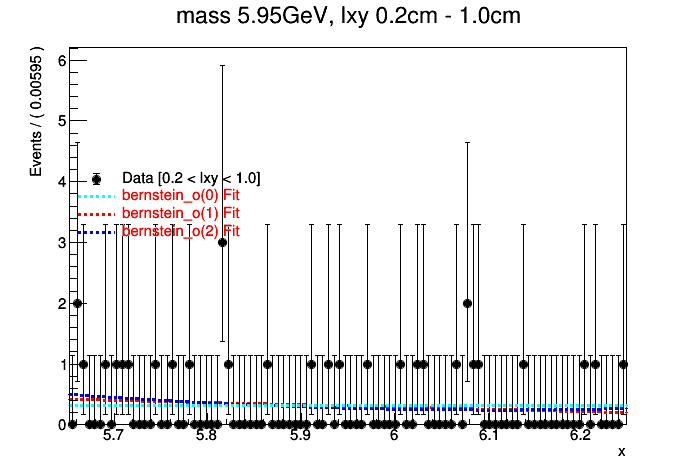 mass 5.95GeV, lxy 0.2cm - 1.0cm
Events / ( 0.00595 )
6
5
4
3
2
1
0
Data [0.2 < lxy < 1.0]
bernstein_o(0) Fit
bernstein_o(1) Fit
bernstein_o(2) Fit
5.7 5.8 5.9 6 6.1 6.2
x